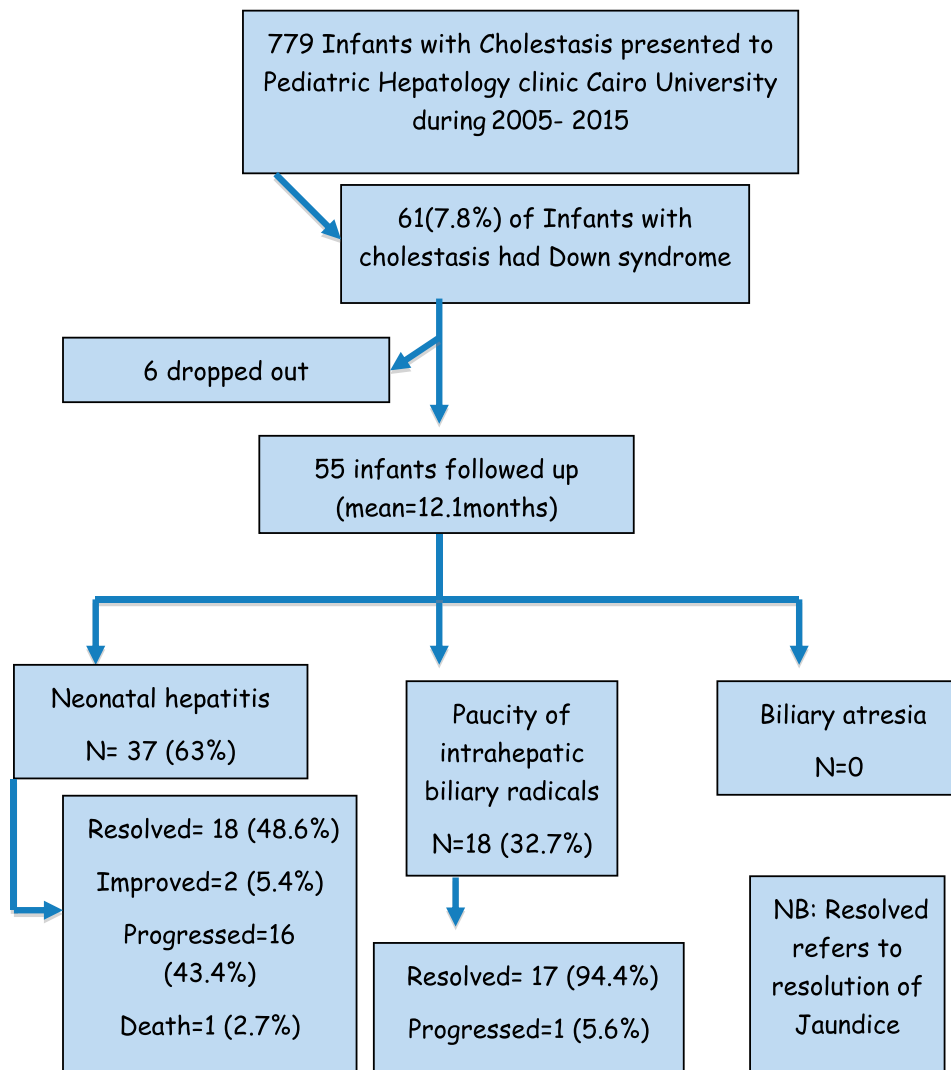 779 Infants with Cholestasis presented to
Pediatric Hepatology clinic Cairo University
during 2005- 2015
61(7.8%) of Infants with
cholestasis had Down syndrome
6 dropped out
55 infants followed up
(mean=12.1months)
Neonatal hepatitis
N= 37 (63%)
Resolved= 18 (48.6%)
Improved=2 (5.4%)
Progressed=16
(43.4%)
Death=1 (2.7%)
Paucity of
intrahepatic
biliary radicals
N=18 (32.7%)
Resolved= 17 (94.4%)
Progressed=1 (5.6%)
Biliary atresia
N=0
NB: Resolved
refers to
resolution of
Jaundice